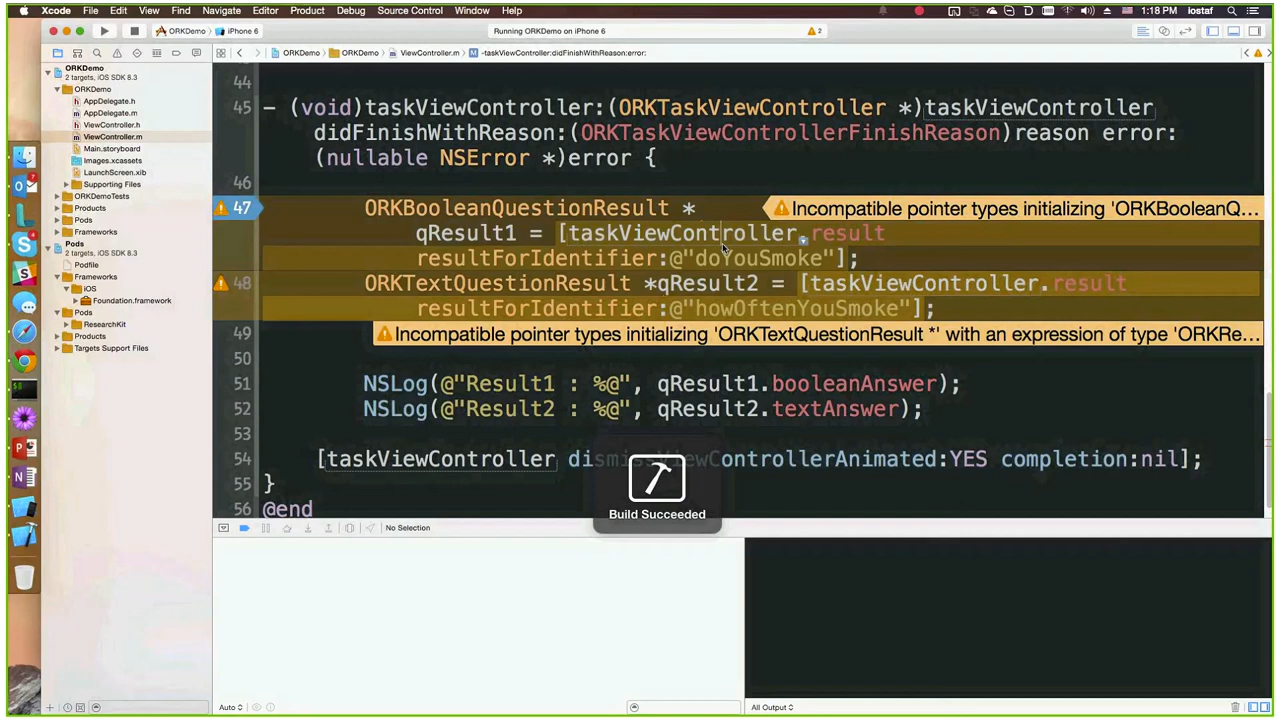 Xcode File Edit View Find Navigate Editor Product Debug Source Control Window Help 1:18 PM iostaf
ORKDemo iPhone 6 Running ORKDemo on iPhone 6 2
ORKDemo ORKDemo ViewController.m -taskViewController:didFinishWithReason:error:
ORKDemo
2 targets, iOS SDK 8.3
ORKDemo
AppDelegate.h
AppDelegate.m
ViewController.h
ViewController.m
Main.storyboard
Images.xcassets
LaunchScreen.xib
Supporting Files
ORKDemoTests
Products
Pods
Frameworks
Pods
2 targets, iOS SDK 8.3
Podfile
Frameworks
iOS
Foundation.framework
Pods
ResearchKit
Products
Targets Support Files
44
45 - (void)taskViewController:(ORKTaskViewController *)taskViewController
didFinishWithReason:(ORKTaskViewControllerFinishReason)reason error:
(nullable NSError *)error {
46
47 ORKBooleanQuestionResult * Incompatible pointer types initializing 'ORKBooleanQ...
qResult1 = [taskViewController.result
resultForIdentifier:@"doYouSmoke"];
48 ORKTextQuestionResult *qResult2 = [taskViewController.result
resultForIdentifier:@"howOftenYouSmoke"];
49 Incompatible pointer types initializing 'ORKTextQuestionResult *' with an expression of type 'ORKRe...
50
51 NSLog(@"Result1 : %@", qResult1.booleanAnswer);
52 NSLog(@"Result2 : %@", qResult2.textAnswer);
53
54 [taskViewController dismissViewControllerAnimated:YES completion:nil];
55 }
56 @end
Build Succeeded
No Selection
Auto
All Output